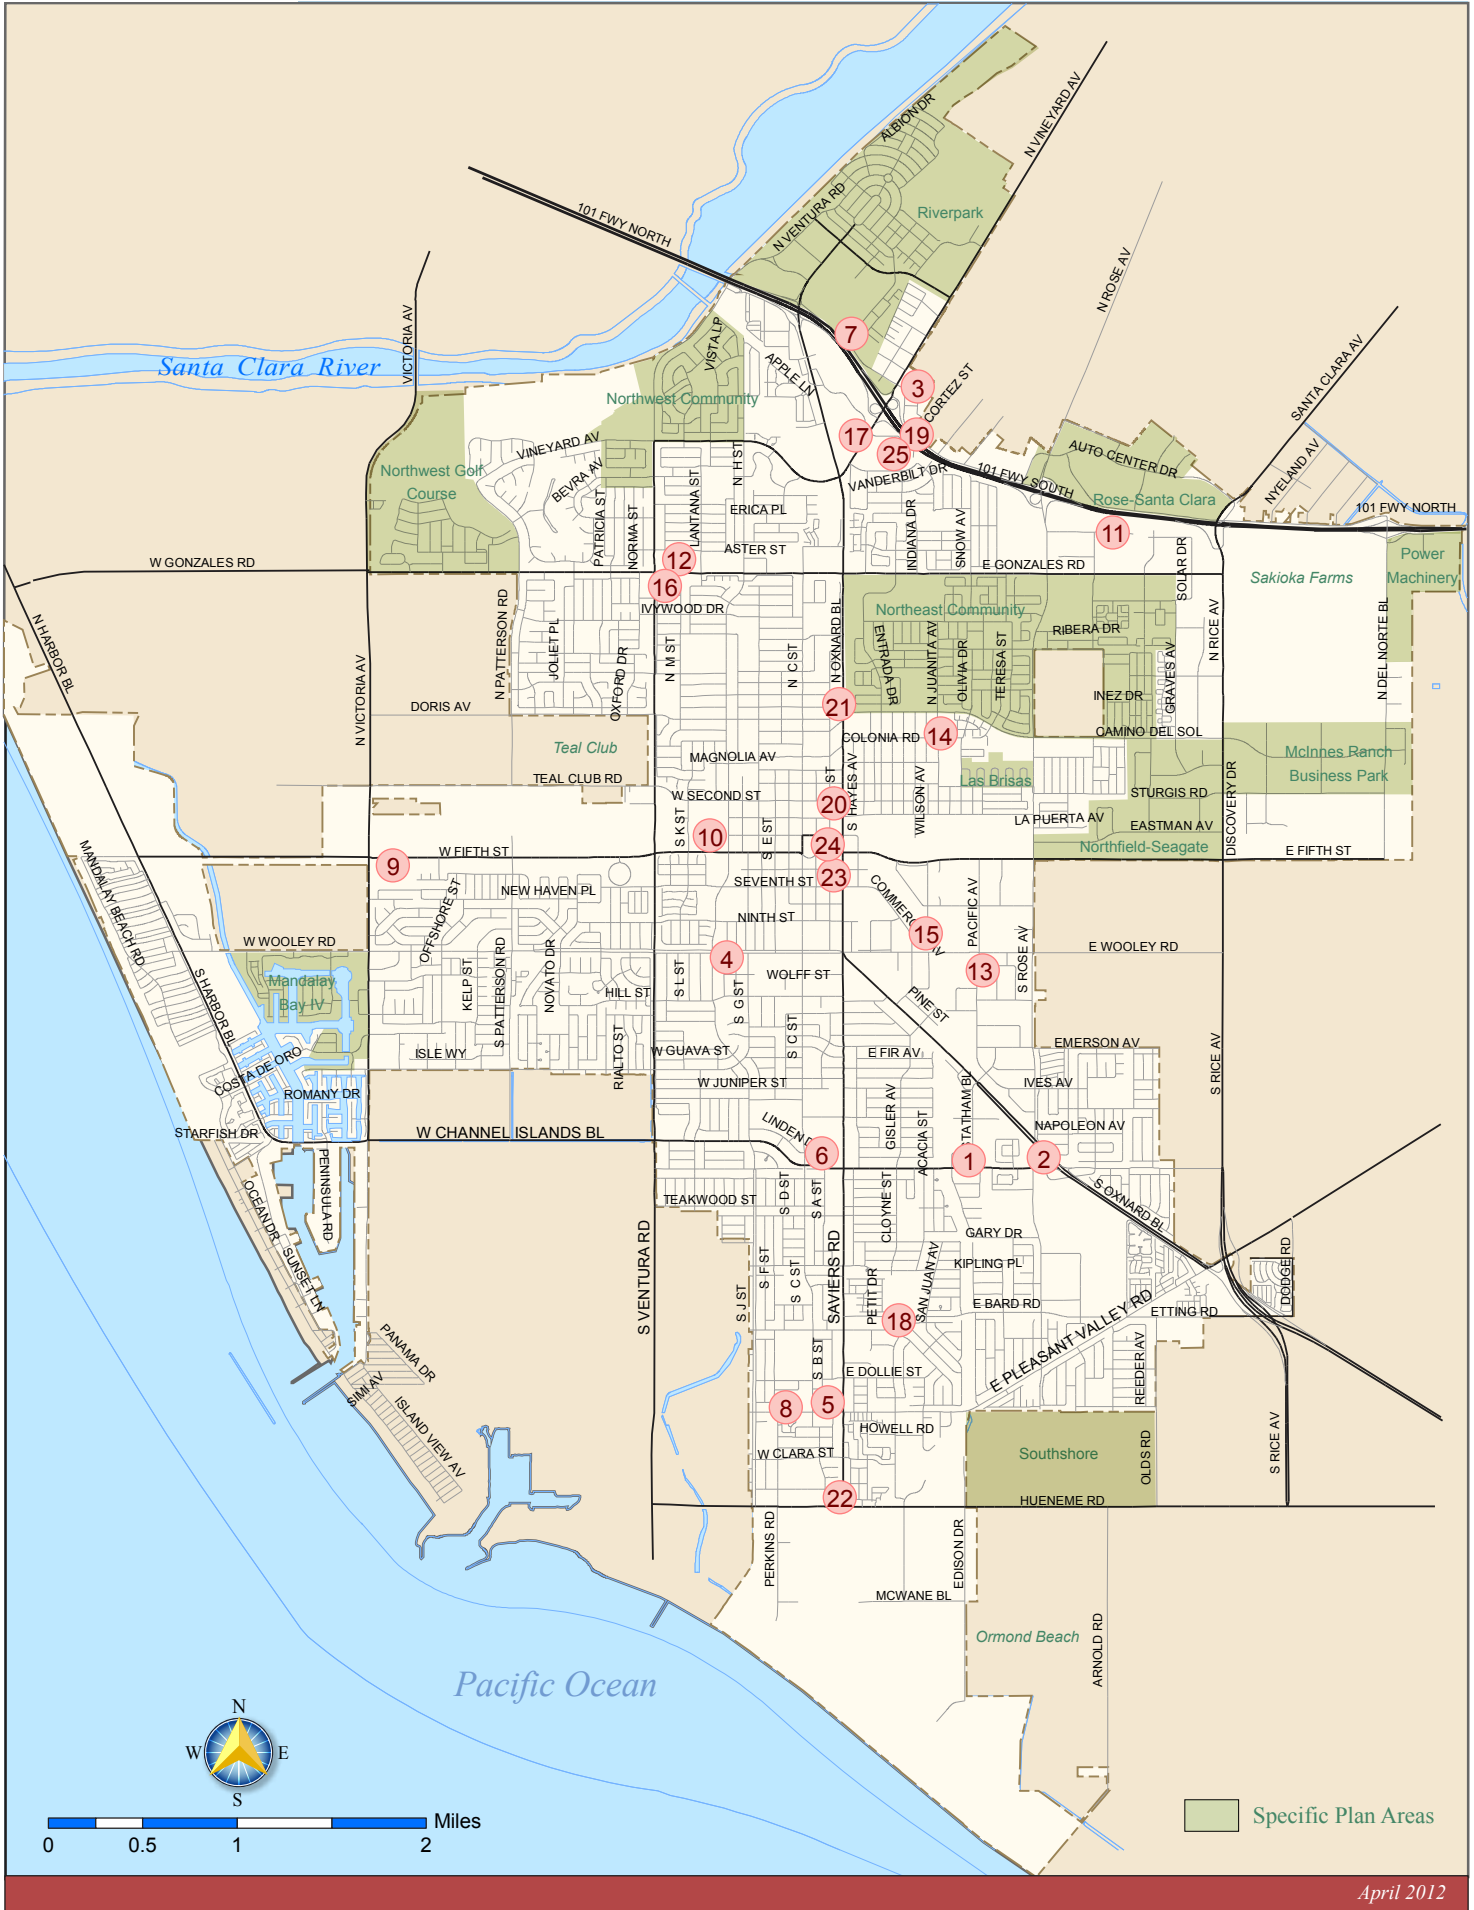 ALBION DR
N VINEYARD AV
N VENTURA RD
Riverpark
101 FWY NORTH
N ROSE AV
VICTORIA AV
Santa Clara River
VISTA LP
APPLE LN
7
3
CORTEZ ST
SANTA CLARA AV
Northwest Community
17
19
25
VINEYARD AV
BEVRA AV
Northwest Golf
Course
N H ST
LANTANA ST
VANDERBILT DR
101 FWY SOUTH
AUTO CENTER DR
Rose-Santa Clara
NYELAND AV
101 FWY NORTH
PATRICIA ST
NORMA ST
ERICA PL
ASTER ST
INDIANA DR
SNOW AV
11
12
W GONZALES RD
E GONZALES RD
SOLAR DR
Power
Machinery
Sakioka Farms
16
IVYWOOD DR
N HARBOR BL
N PATTERSON RD
JOLIET PL
OXFORD DR
N M ST
N C ST
N OXNARD BL
Northeast Community
ENTRADA DR
N JUANITA AV
OLIVIA DR
TERESA ST
RIBERA DR
INEZ DR
GRAVES AV
N RICE AV
N DEL NORTE BL
N VICTORIA AV
DORIS AV
21
COLONIA RD
14
CAMINO DEL SOL
Teal Club
MAGNOLIA AV
McInnes Ranch
Business Park
TEAL CLUB RD
Las Brisas
W SECOND ST
ST
20
S HAYES AV
WILSON AV
STURGIS RD
LA PUERTA AV
EASTMAN AV
DISCOVERY DR
S K ST
10
S E ST
24
Northfield-Seagate
E FIFTH ST
W FIFTH ST
9
MANDALAY BEACH RD
NEW HAVEN PL
SEVENTH ST
23
OFFSHORE ST
NINTH ST
15
PACIFIC AV
W WOOLEY RD
E WOOLEY RD
4
13
S ROSE AV
WOLFF ST
Mandalay
Bay IV
KELP ST
S PATTERSON RD
NOVATO DR
HILL ST
S L ST
S G ST
S C ST
PINE ST
S HARBOR BL
ISLE WY
RIALTO ST
W GUAVA ST
E FIR AV
EMERSON AV
S RICE AV
COSTA DE ORO
ROMANY DR
W JUNIPER ST
GISLER AV
ACACIA ST
STATHAM BL
IVES AV
STARFISH DR
W CHANNEL ISLANDS BL
NAPOLEON AV
6
1
2
PENINSULA RD
OCEAN DR
TEAKWOOD ST
S D ST
S A ST
CLOYNE ST
S OXNARD BL
SUNSET LN
S VENTURA RD
S F ST
S C ST
SAVIERS RD
GARY DR
KIPLING PL
DODGE RD
S J ST
PETIT DR
SAN JUAN AV
E BARD RD
ETTING RD
18
E PLEASANT VALLEY RD
PANAMA DR
SIMI AV
ISLAND VIEW AV
S B ST
E DOLLIE ST
REEDER AV
8
5
HOWELL RD
W CLARA ST
Southshore
OLDS RD
S RICE AV
22
HUENEME RD
PERKINS RD
EDISON DR
MCWANE BL
Ormond Beach
ARNOLD RD
Pacific Ocean
N
W
E
S
Miles
0
0.5
1
2
Specific Plan Areas
April 2012